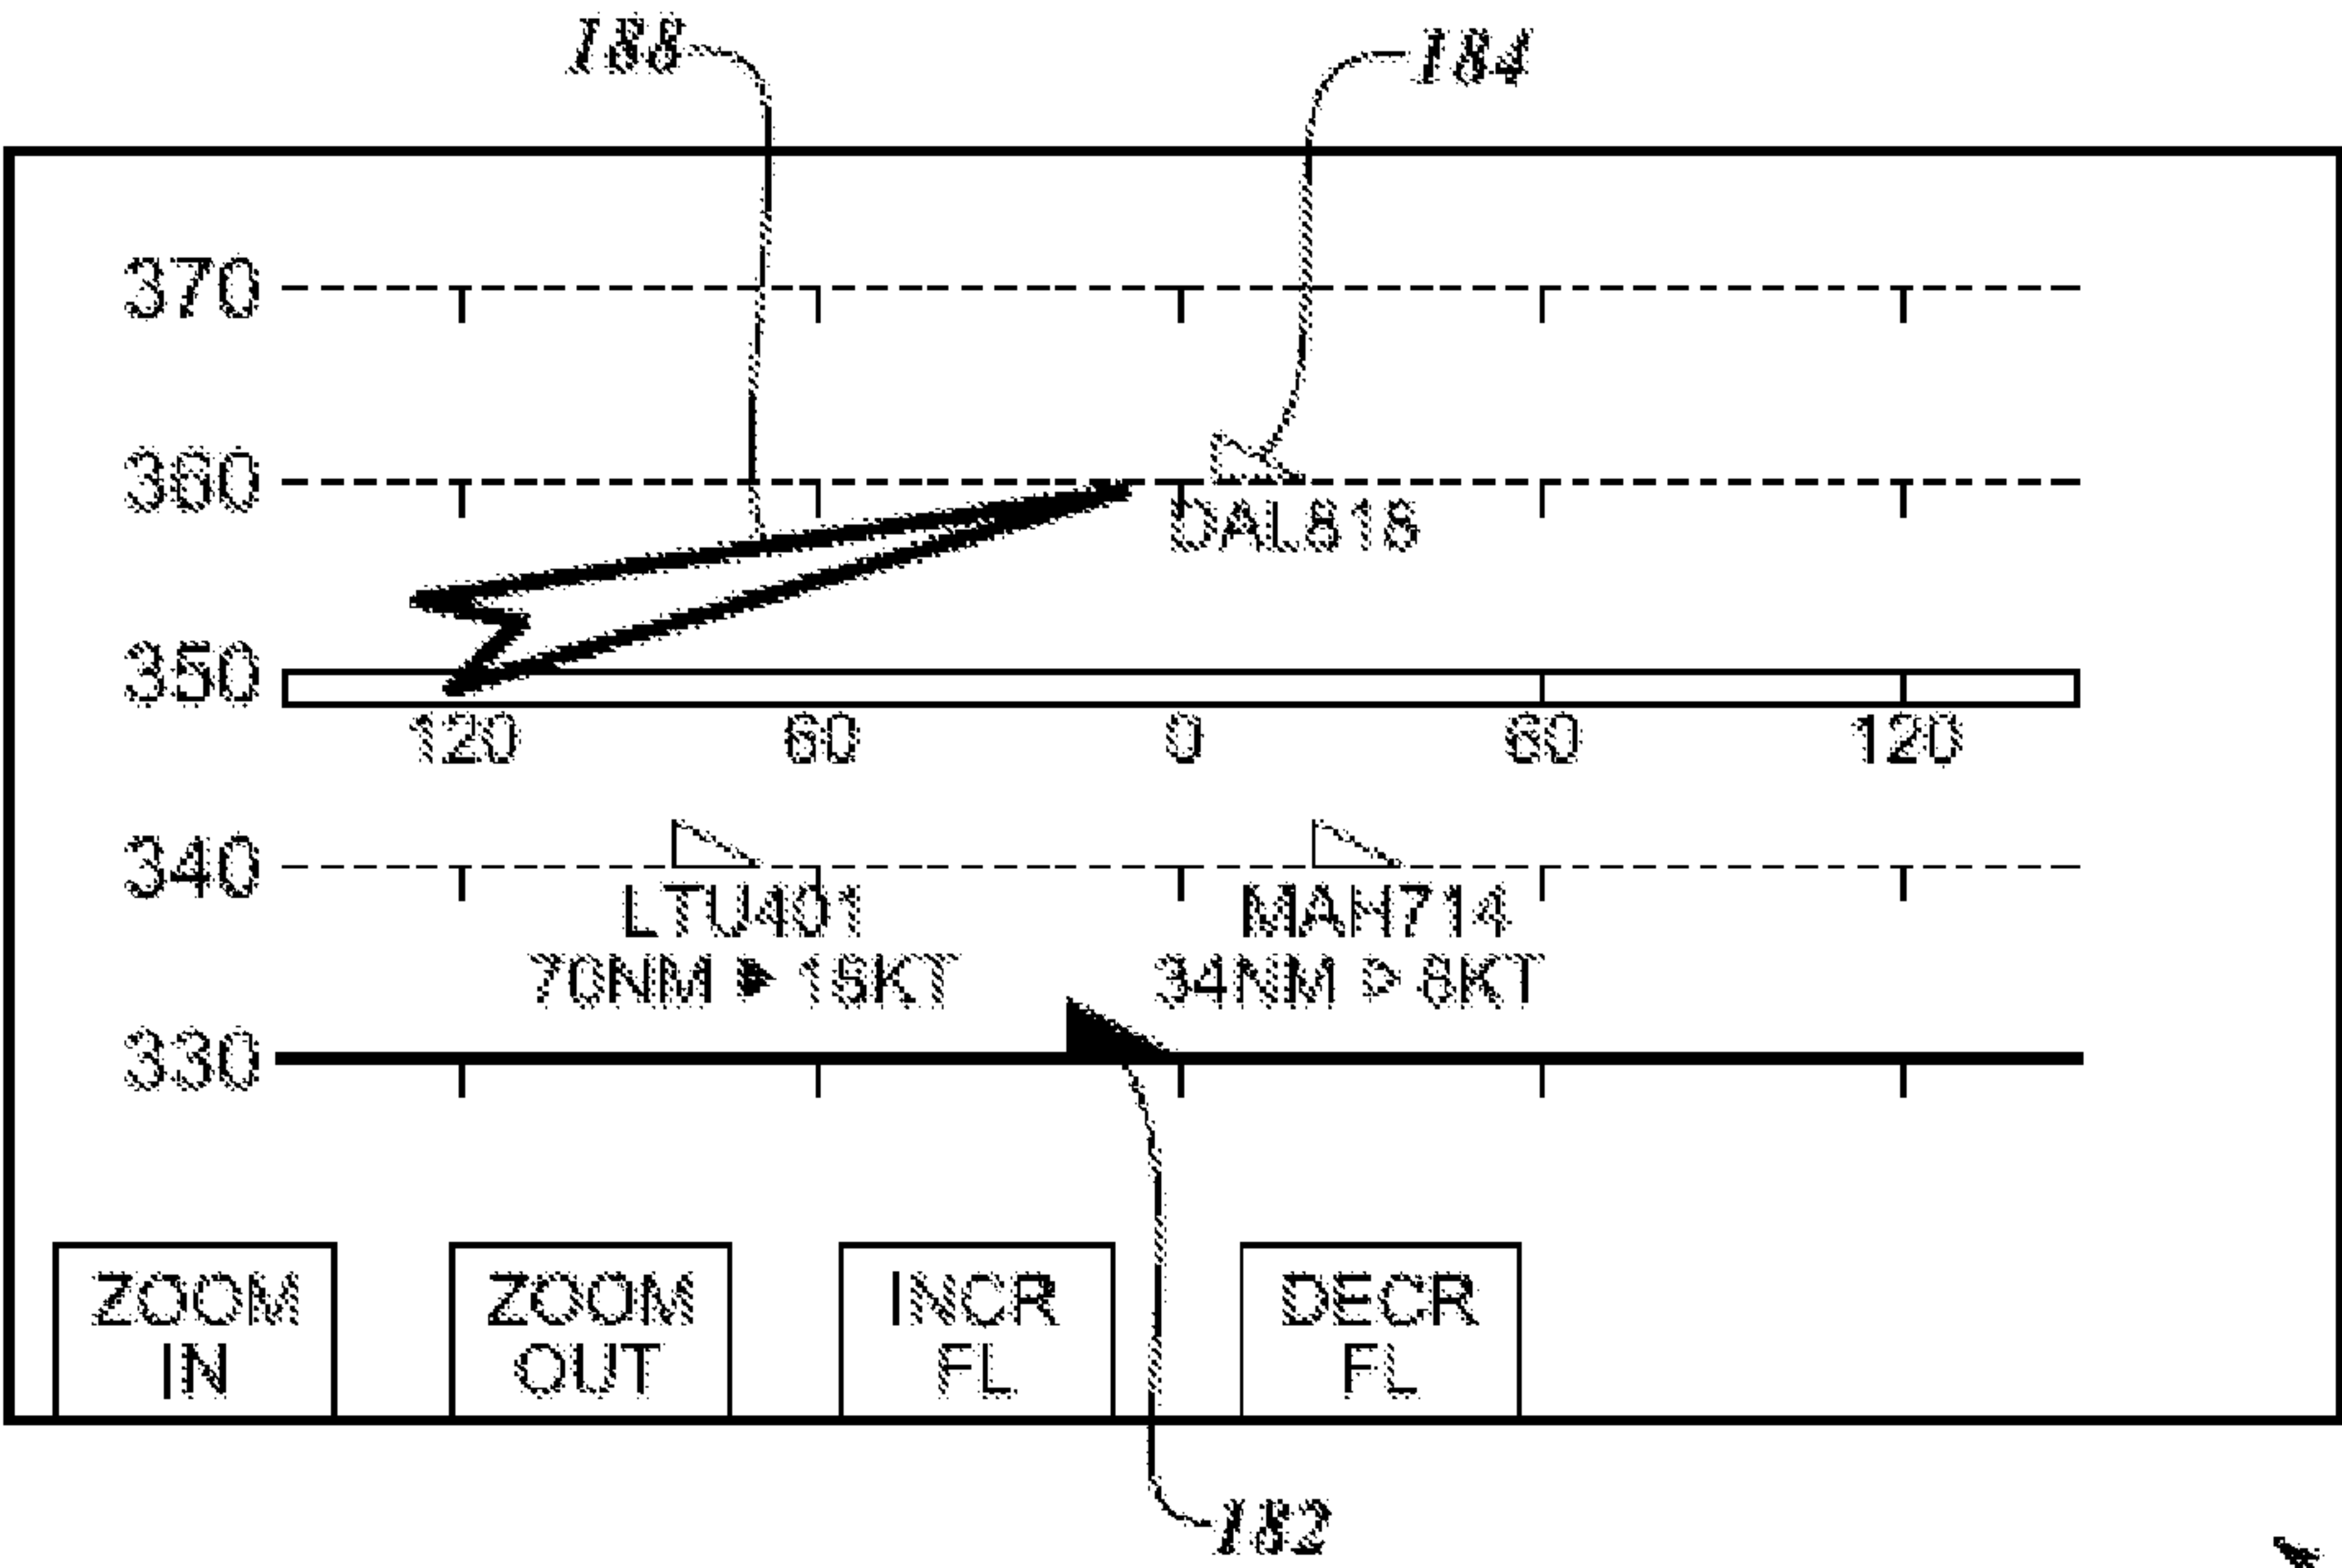 188 184
370
360
DAL818
350
120 60 0 60 120
340
LTU401 MAH714
70NM 15KT 34NM 8KT
330
ZOOM IN
ZOOM OUT
INCR FL
DECR FL
182